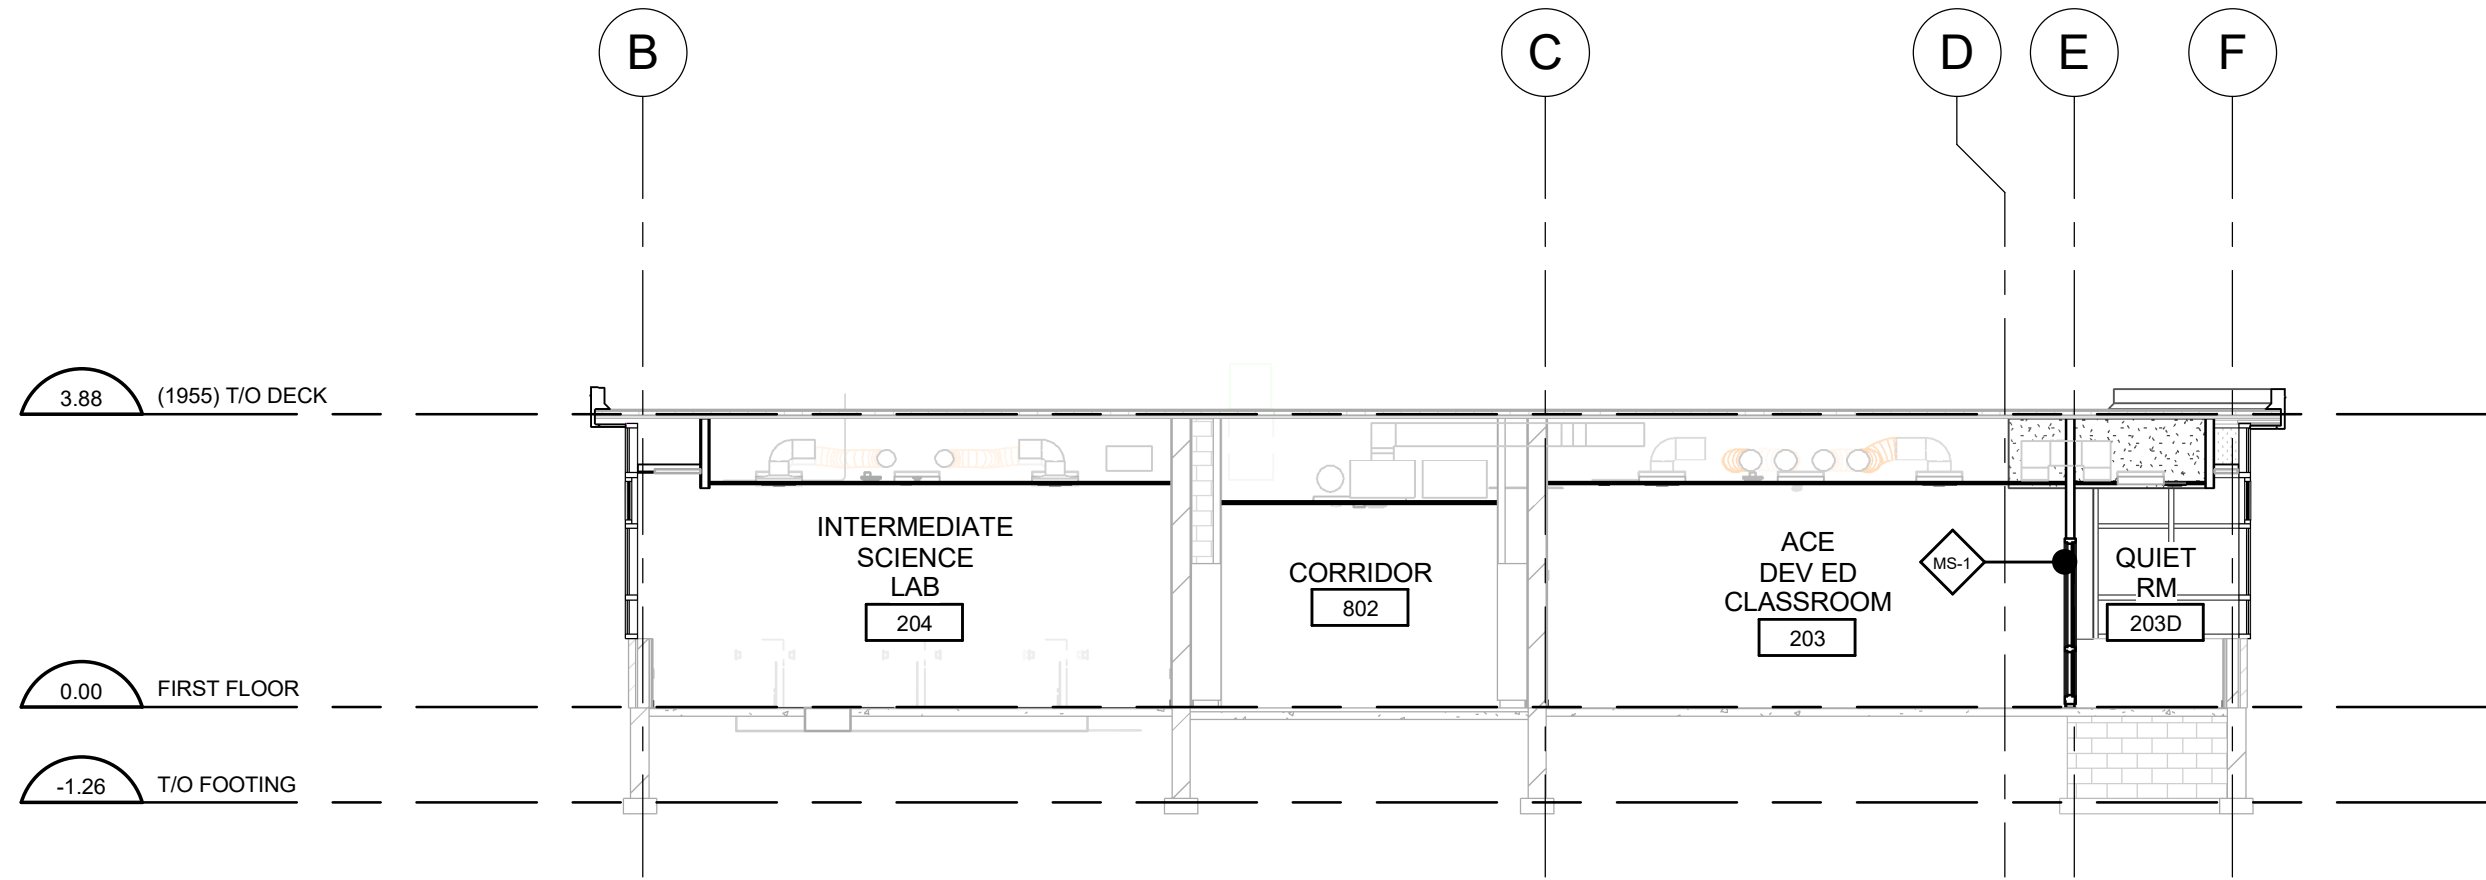 B
C
D
E
F
3.88
(1955) T/O DECK
INTERMEDIATE
SCIENCE
LAB
204
CORRIDOR
802
ACE
DEV ED
CLASSROOM
203
MS-1
QUIET
RM
203D
0.00
FIRST FLOOR
-1.26
T/O FOOTING